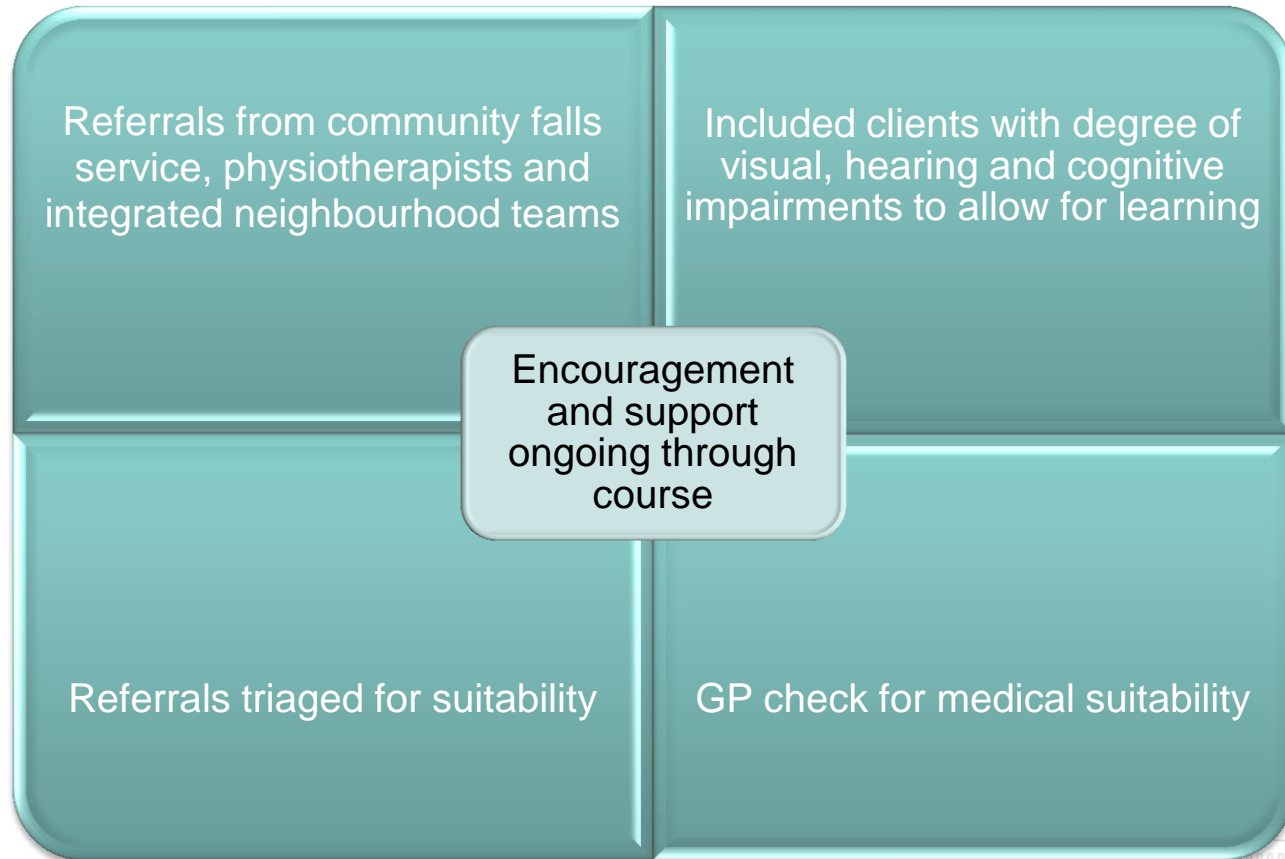 Referrals from community falls
service, physiotherapists and
integrated neighbourhood teams
Included clients with degree of
visual, hearing and cognitive
impairments to allow for learning
Encouragement
and support
ongoing through
course
Referrals triaged for suitability
GP check for medical suitability